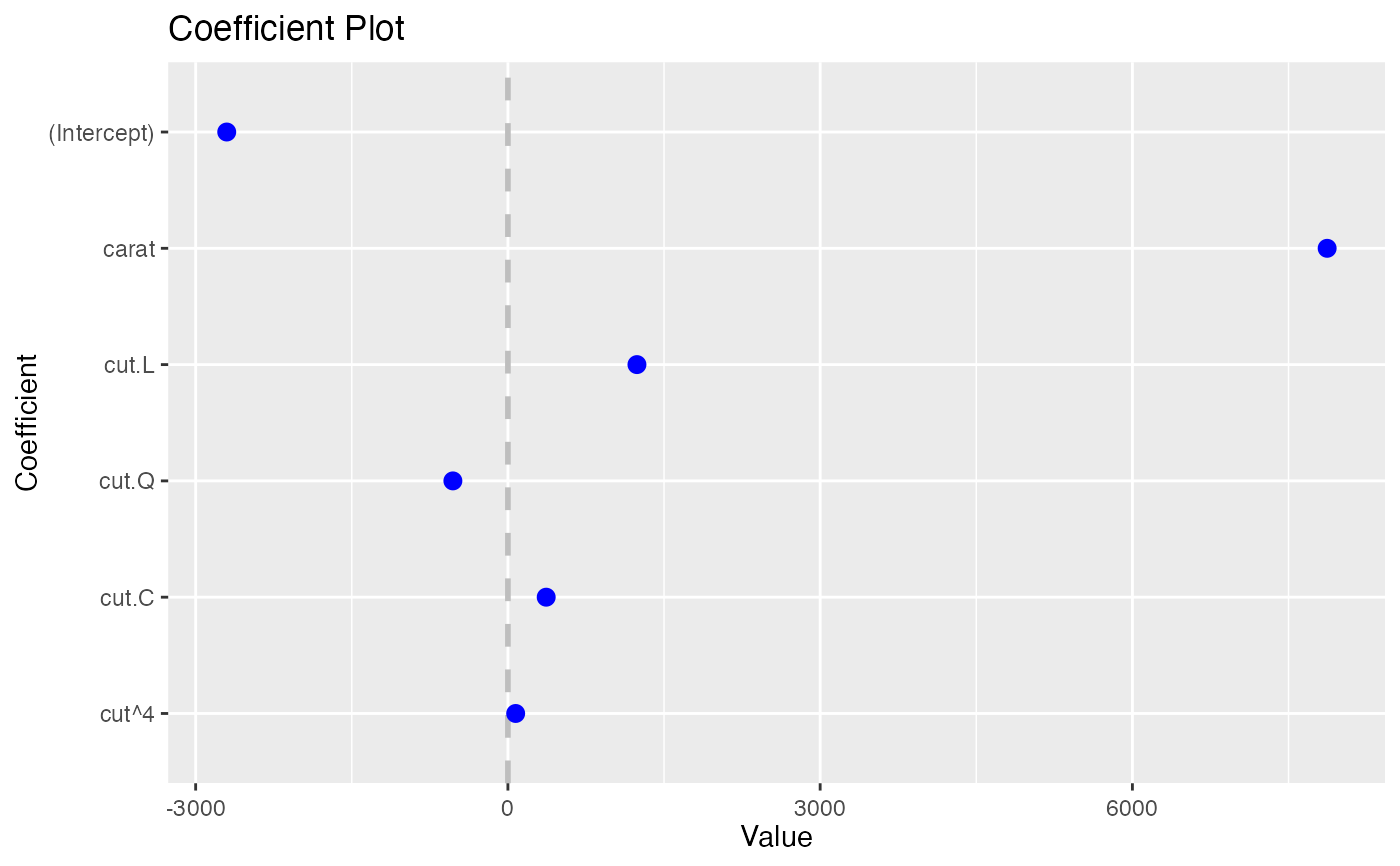 Coefficient Plot
(Intercept)
carat
cut.L
cut.Q
cut.C
cut^4
Coefficient
-3000 0 3000 6000
Value